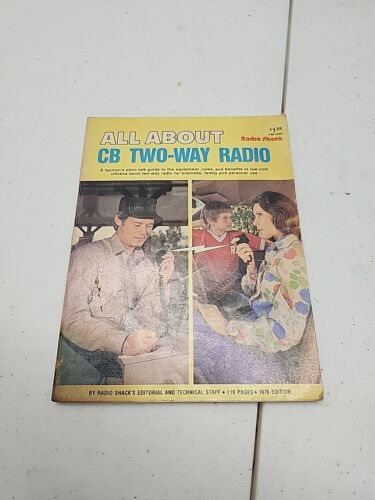 $1.25
Radio Shack
ALL ABOUT
CB TWO-WAY RADIO
A layman's plain-talk guide to the equipment, rules, and benefits of low-cost
citizens band two-way radio for business, family and personal use
BY RADIO SHACK'S EDITORIAL AND TECHNICAL STAFF • 116 PAGES • 1976 EDITION